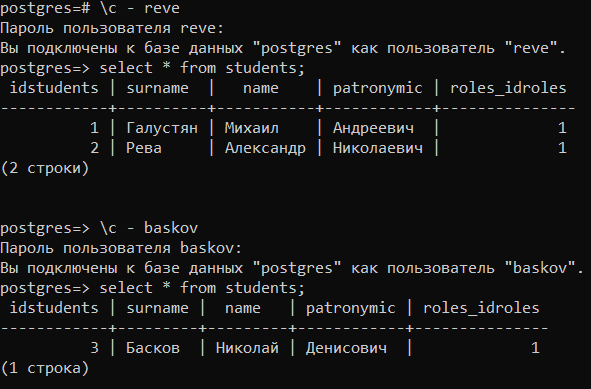 postgres=# \c - reve
Пароль пользователя reve:
Вы подключены к базе данных "postgres" как пользователь "reve".
postgres=> select * from students;
 idstudents | surname  |   name    | patronymic | roles_idroles
------------+----------+-----------+------------+---------------
          1 | Галустян | Михаил    | Андреевич  |             1
          2 | Рева     | Александр | Николаевич |             1
(2 строки)
postgres=> \c - baskov
Пароль пользователя baskov:
Вы подключены к базе данных "postgres" как пользователь "baskov".
postgres=> select * from students;
 idstudents | surname |  name   | patronymic | roles_idroles
------------+---------+---------+------------+---------------
          3 | Басков  | Николай | Денисович  |             1
(1 строка)